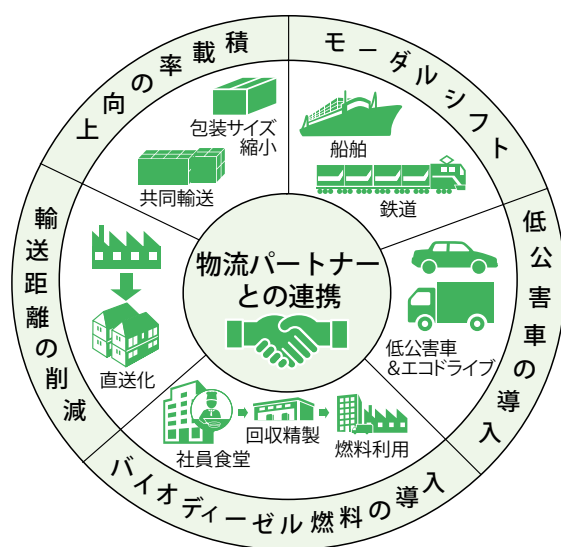 積載率の向上
包装サイズ
縮小
共同輸送
モーダルシフト
船舶
鉄道
低公害車の導入
低公害車
&エコドライブ
バイオディーゼル燃料の導入
社員食堂
回収精製
燃料利用
輸送距離の削減
直送化
物流パートナー
との連携